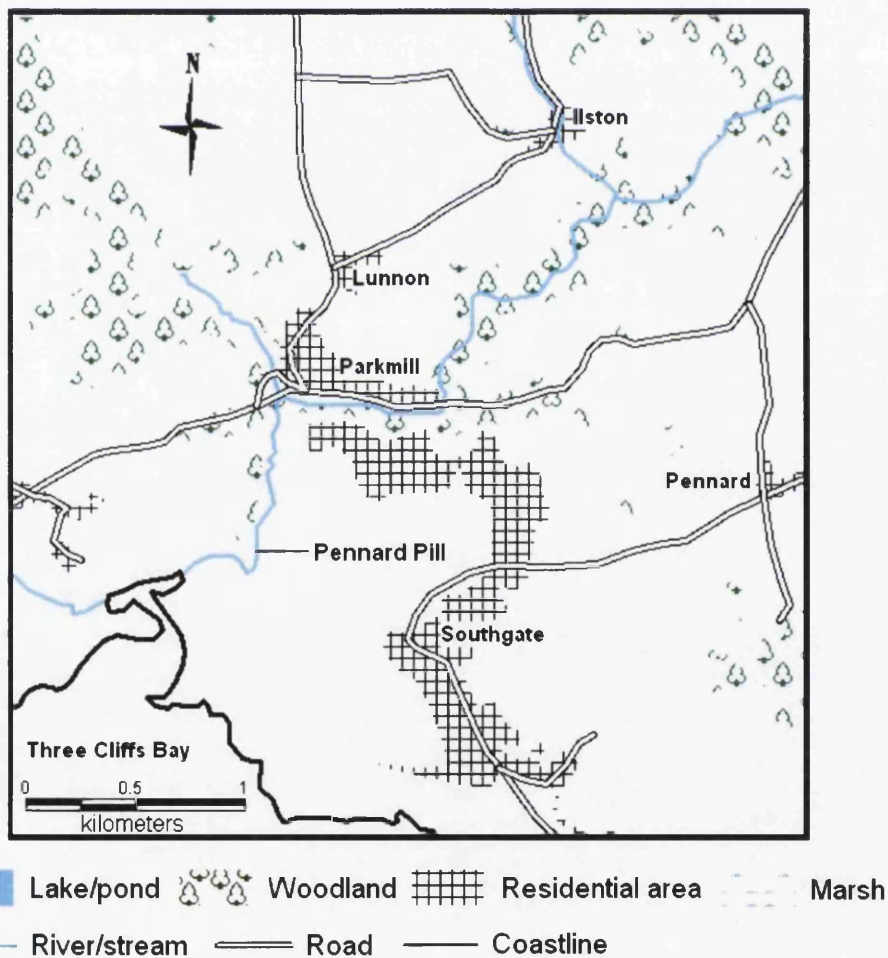 N
Ilston
Lunnon
Parkmill
Pennard
Pennard Pill
Southgate
Three Cliffs Bay
0 0.5 1
kilometers
Lake/pond Woodland Residential area Marsh
River/stream Road Coastline